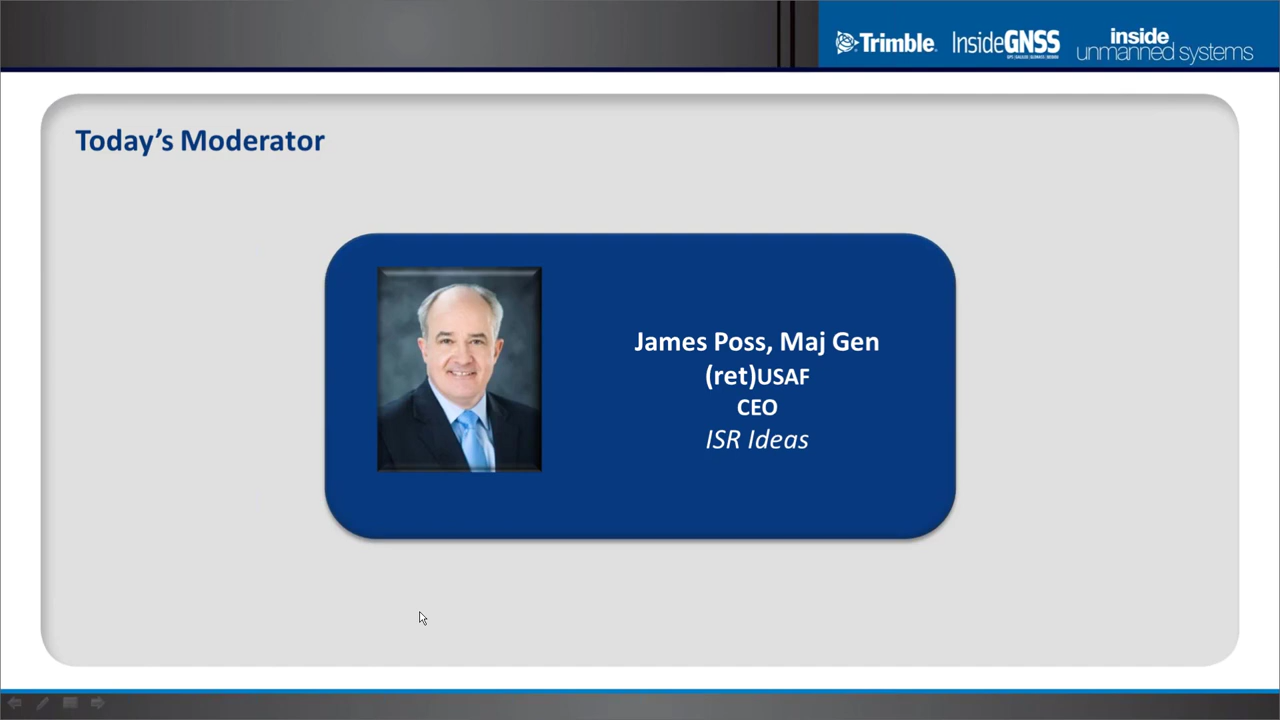 Trimble
InsideGNSS
inside
unmanned systems
Today's Moderator
James Poss, Maj Gen
(ret)USAF
CEO
ISR Ideas